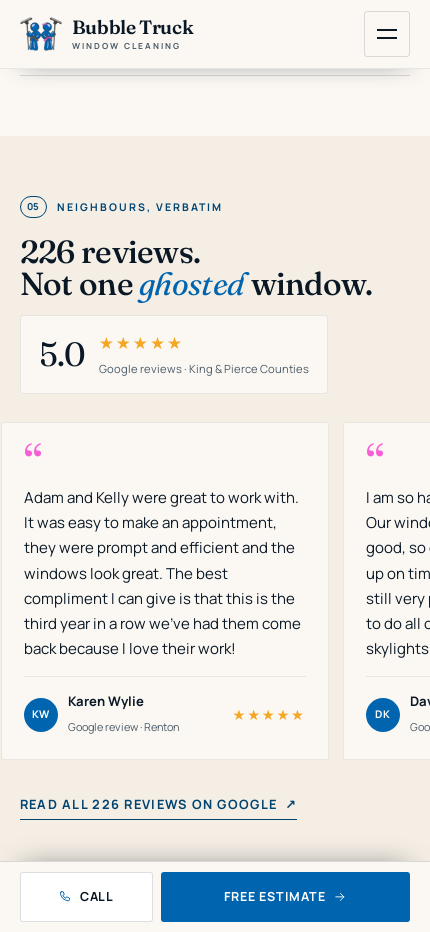 Bubble Truck
WINDOW CLEANING
05 NEIGHBOURS, VERBATIM
226 reviews.
Not one ghosted window.
5.0 ★★★★★
Google reviews · King & Pierce Counties
“
Adam and Kelly were great to work with.
It was easy to make an appointment,
they were prompt and efficient and the
windows look great. The best
compliment I can give is that this is the
third year in a row we've had them come
back because I love their work!
KW Karen Wylie
Google review · Renton ★★★★★
“
I am so
Our
good, so
up on
still very
to do all
skylights
DK
READ ALL 226 REVIEWS ON GOOGLE ↗
CALL
FREE ESTIMATE →